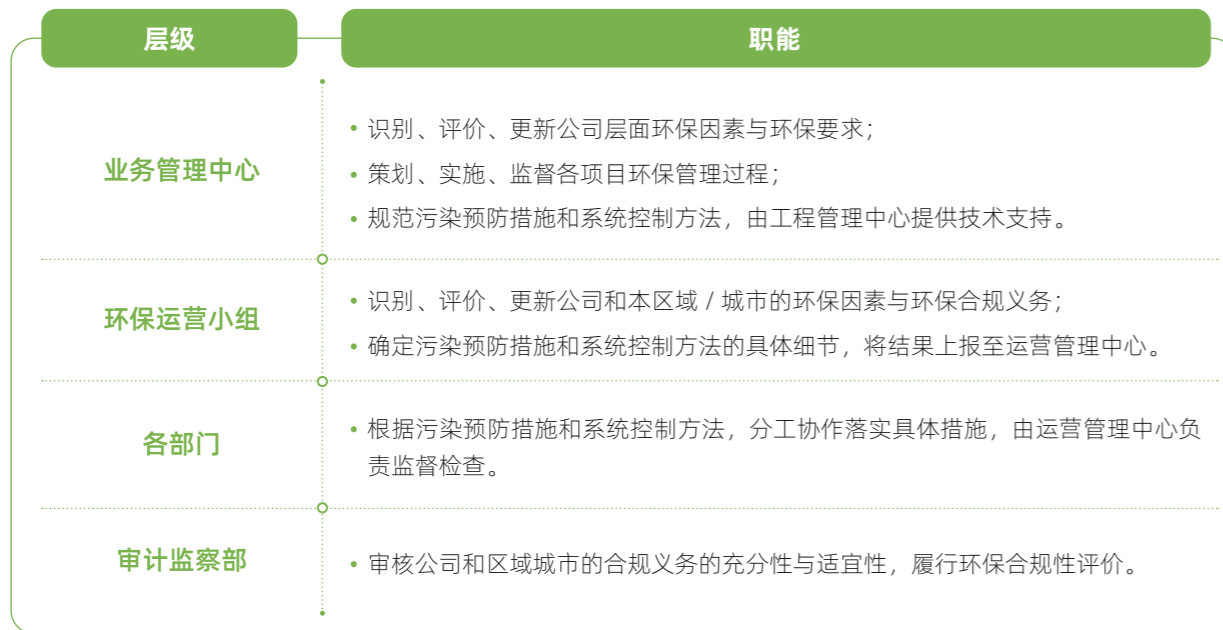 层级
职能
业务管理中心
• 识别、评价、更新公司层面环保因素与环保要求；
• 策划、实施、监督各项目环保管理过程；
• 规范污染预防措施和系统控制方法，由工程管理中心提供技术支持。
环保运营小组
• 识别、评价、更新公司和本区域 / 城市的环保因素与环保合规义务；
• 确定污染预防措施和系统控制方法的具体细节，将结果上报至运营管理中心。
各部门
• 根据污染预防措施和系统控制方法，分工协作落实具体措施，由运营管理中心负
责监督检查。
审计监察部
• 审核公司和区域城市的合规义务的充分性与适宜性，履行环保合规性评价。